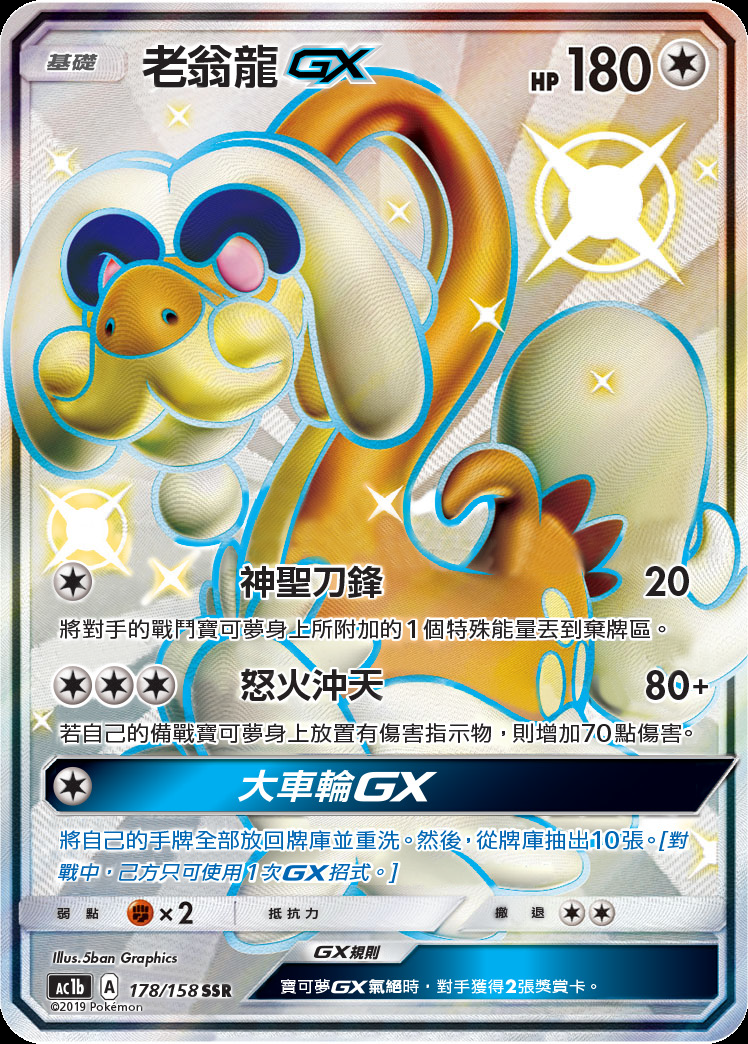 基礎 老翁龍GX HP 180
神聖刀鋒 20
將對手的戰鬥寶可夢身上所附加的1個特殊能量丟到棄牌區。
怒火沖天 80+
若自己的備戰寶可夢身上放置有傷害指示物，則增加70點傷害。
大車輪GX
將自己的手牌全部放回牌庫並重洗。然後，從牌庫抽出10張。[對
戰中，己方只可使用1次GX招式。]
弱點 ×2 抵抗力 撤退
Illus.5ban Graphics
GX規則
AC1b A 178/158 SSR
寶可夢GX氣絕時，對手獲得2張獎賞卡。
©2019 Pokémon